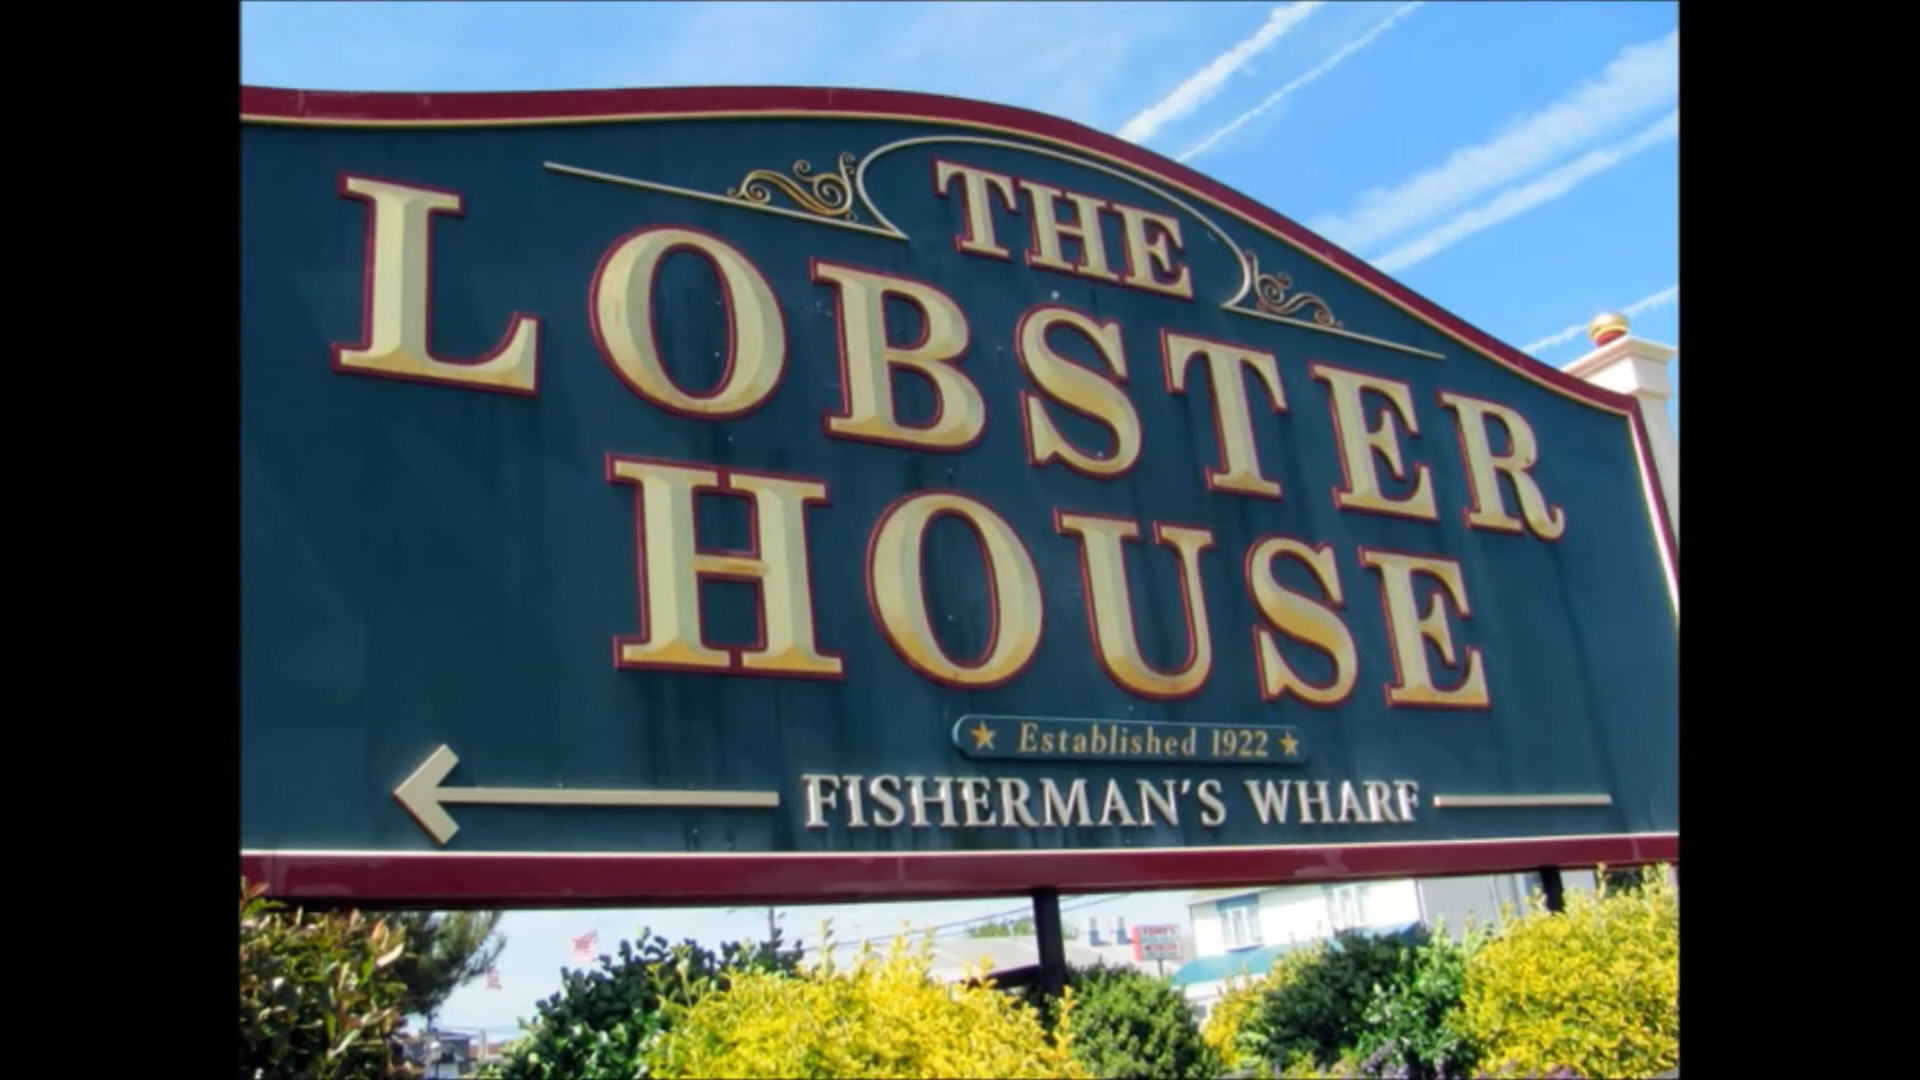 THE
LOBSTER
HOUSE
Established 1922
FISHERMAN'S WHARF